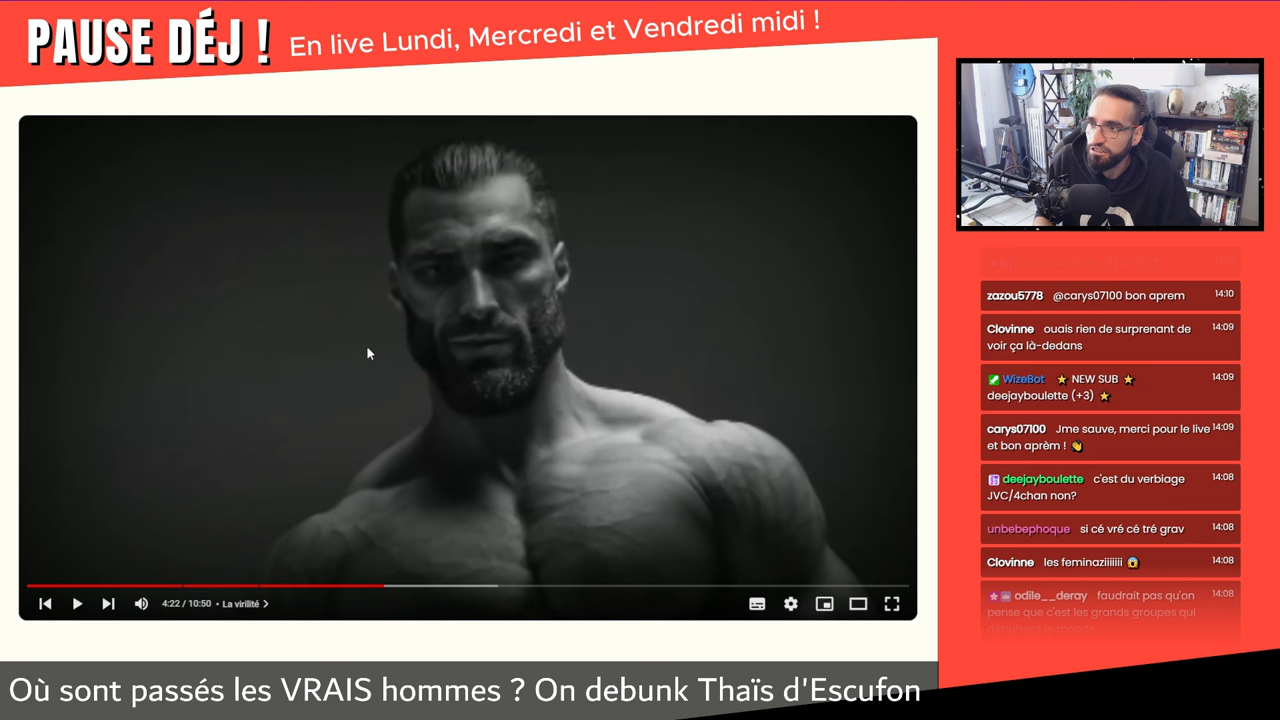 PAUSE DÉJ !
En live Lundi, Mercredi et Vendredi midi !
4:22 / 10:50 • La virilité
zazou5778 @carys07100 bon aprem 14:10
Clovinne ouais rien de surprenant de 14:09
voir ça là-dedans
WizeBot ⭐ NEW SUB ⭐ 14:09
deejayboulette (+3) ⭐
carys07100 Jme sauve, merci pour le live 14:09
et bon aprèm ! 👋
deejayboulette c'est du verbiage 14:08
JVC/4chan non?
unbebephoque si cé vré cé tré grav 14:08
Clovinne les feminaziiiiiii 😱 14:08
odile__deray faudrait pas qu'on 14:08
pense que c'est les grands groupes qui
détruisent le monde
Où sont passés les VRAIS hommes ? On debunk Thaïs d'Escufon